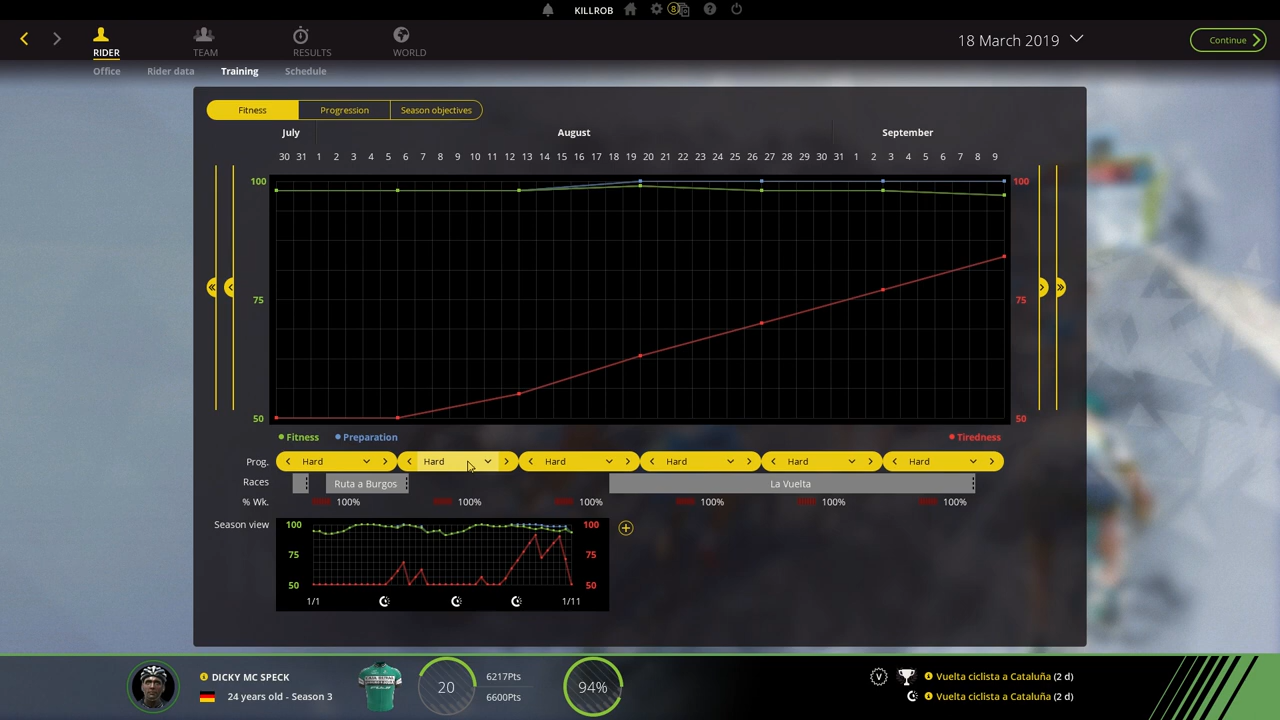 KILLROB
8
RIDER
TEAM
RESULTS
WORLD
18 March 2019
Continue
Office
Rider data
Training
Schedule
Fitness
Progression
Season objectives
July
August
September
30 31 1 2 3 4 5 6 7 8 9 10 11 12 13 14 15 16 17 18 19 20 21 22 23 24 25 26 27 28 29 30 31 1 2 3 4 5 6 7 8 9
100
100
75
75
50
50
Fitness
Preparation
Tiredness
Prog.
Hard
Hard
Hard
Hard
Hard
Hard
Races
Ruta a Burgos
La Vuelta
% Wk.
100%
100%
100%
100%
100%
100%
Season view
100
100
75
75
50
50
1/1
1/11
DICKY MC SPECK
24 years old - Season 3
20
6217Pts
6600Pts
94%
Vuelta ciclista a Cataluña (2 d)
Vuelta ciclista a Cataluña (2 d)